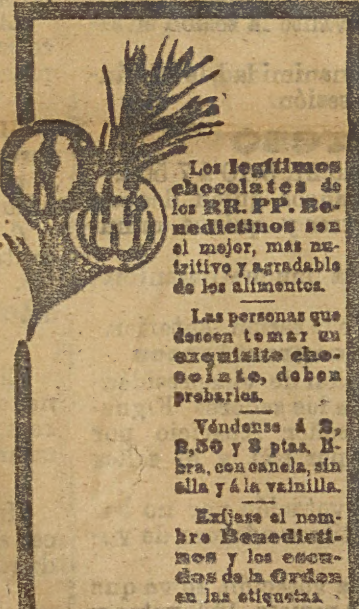 Los legítimos
chocolates de
los RR. PP. Be-
nedictinos son
el mejor, más nu-
tritivo y agradable
de los alimentos.
Las personas que
deseen tomar un
exquisito cho-
colate, deben
probarlos.
Véndense á 2,
2,50 y 3 ptas. li-
bra, con canela, sin
ella y á la vainilla.
Exíjase el nom-
bre Benedicti-
nos y los escu-
dos de la Orden
en las etiquetas.